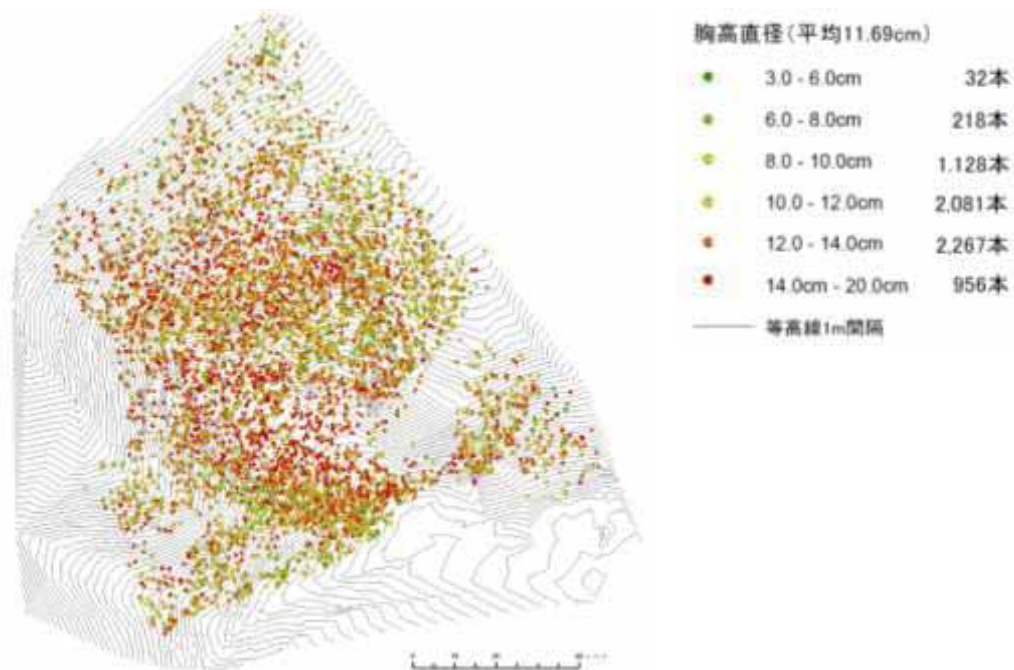 胸高直径(平均11.69cm)
3.0 - 6.0cm 32本
6.0 - 8.0cm 218本
8.0 - 10.0cm 1,128本
10.0 - 12.0cm 2,081本
12.0 - 14.0cm 2,267本
14.0cm - 20.0cm 956本
等高線1m間隔